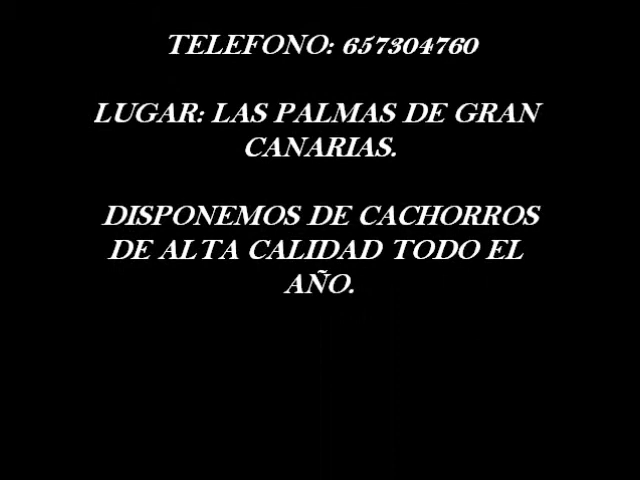 TELEFONO: 657304760
LUGAR: LAS PALMAS DE GRAN
CANARIAS.
DISPONEMOS DE CACHORROS
DE ALTA CALIDAD TODO EL
AÑO.